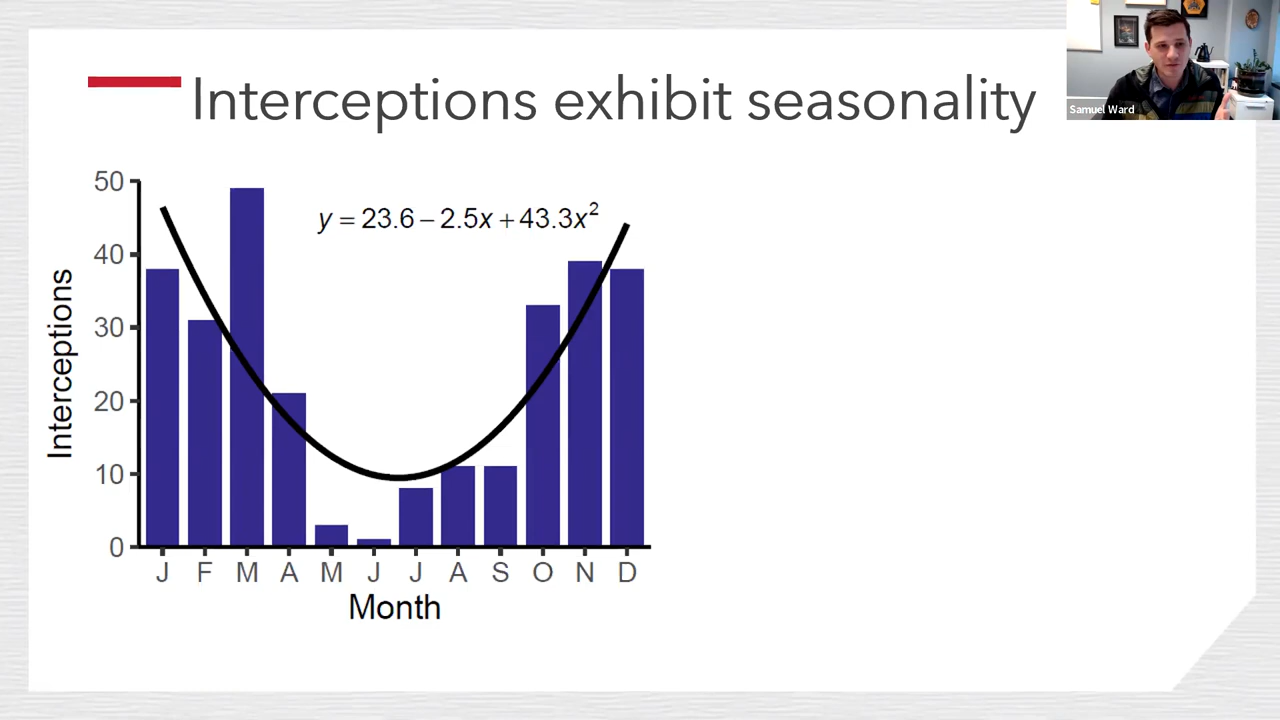 Interceptions exhibit seasonality
Samuel Ward
50
40
30
20
10
0
Interceptions
y = 23.6 − 2.5x + 43.3x²
J F M A M J J A S O N D
Month